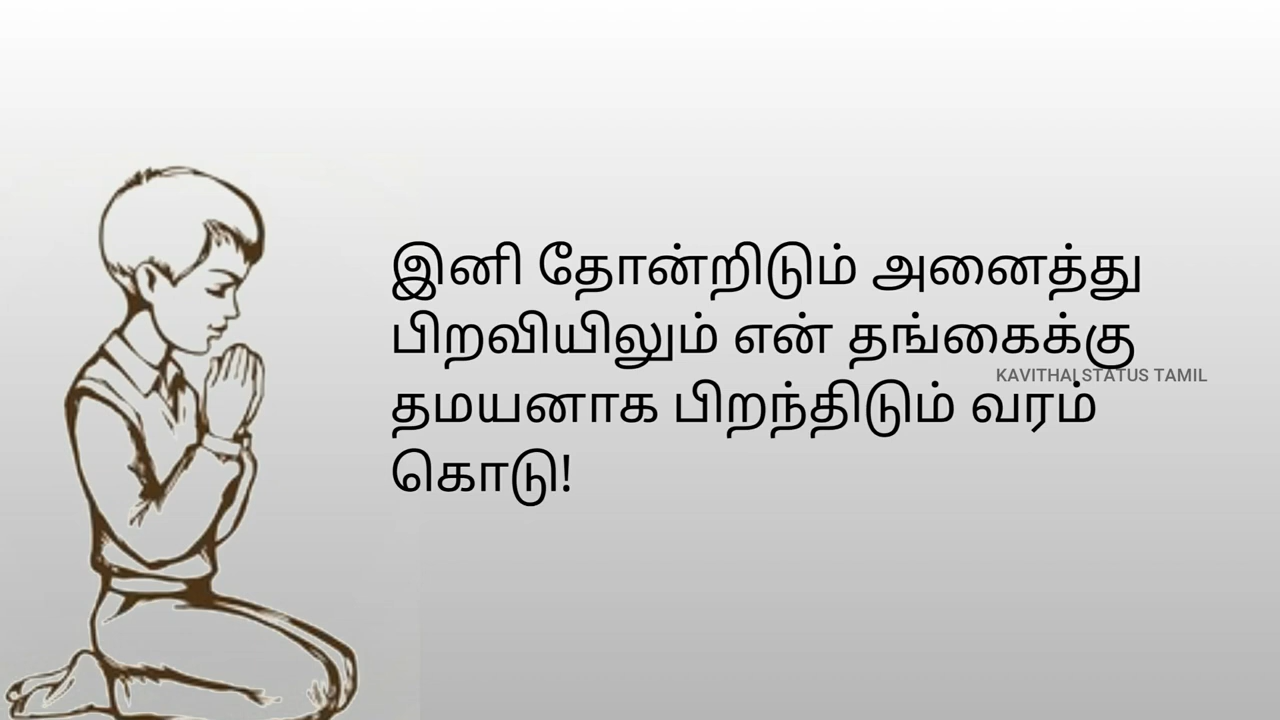 இனி தோன்றிடும் அனைத்து
பிறவியிலும் என் தங்கைக்கு
KAVITHAI STATUS TAMIL
தமயனாக பிறந்திடும் வரம்
கொடு!